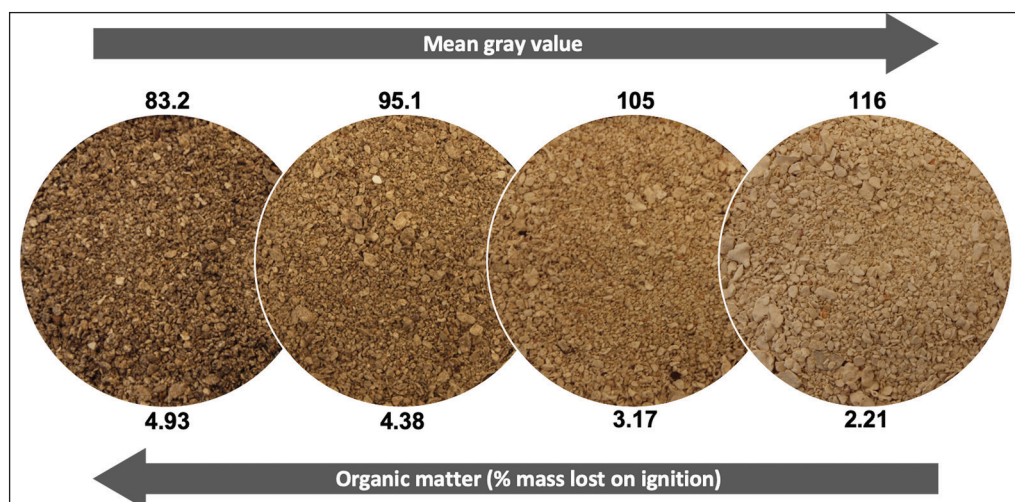 Mean gray value
83.2 95.1 105 116
4.93 4.38 3.17 2.21
Organic matter (% mass lost on ignition)